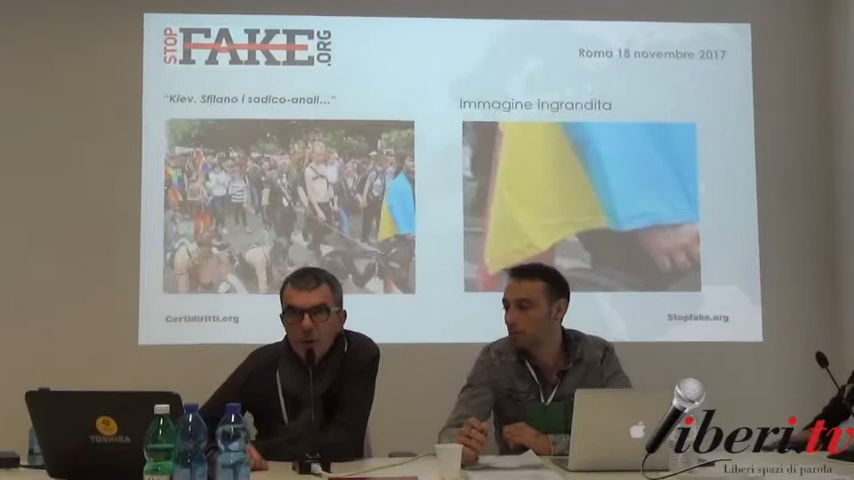 STOP FAKE .ORG
Roma 18 novembre 2017
"Kiev. Sfilano i sadico-anali..."
Immagine ingrandita
Certidiritti.org
Stopfake.org
TOSHIBA
liberi.tv
Liberi spazi di parola